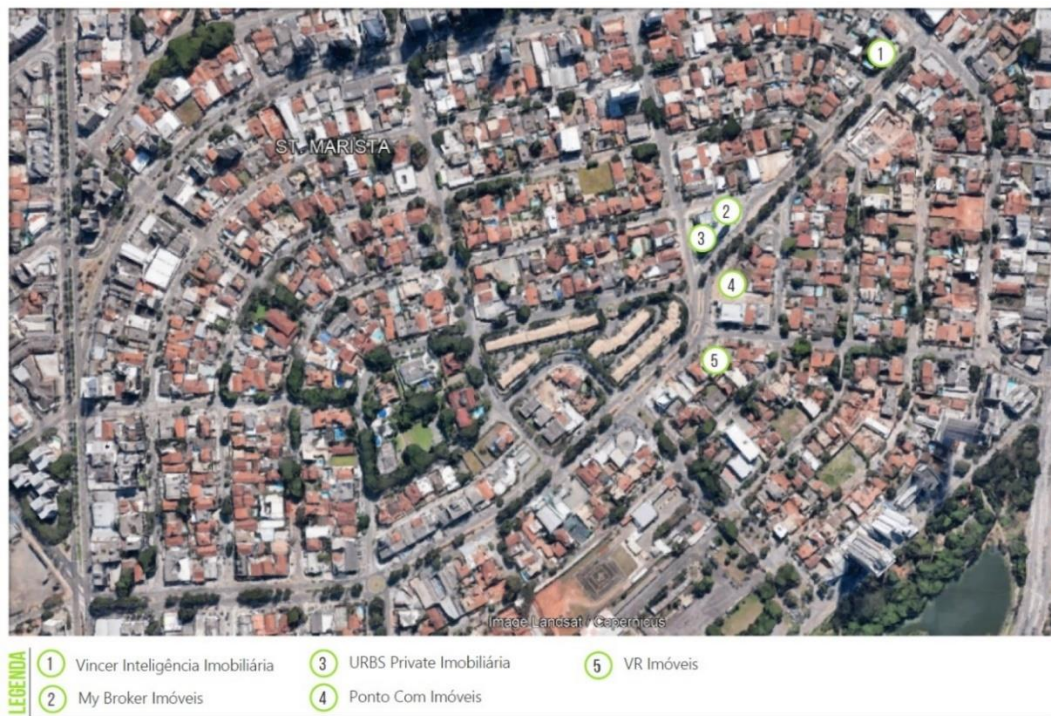 1
ST. MARISTA
2
3
4
5
Image Landsat / Copernicus
LEGENDA
1 Vincer Inteligência Imobiliária
2 My Broker Imóveis
3 URBS Private Imobiliária
4 Ponto Com Imóveis
5 VR Imóveis